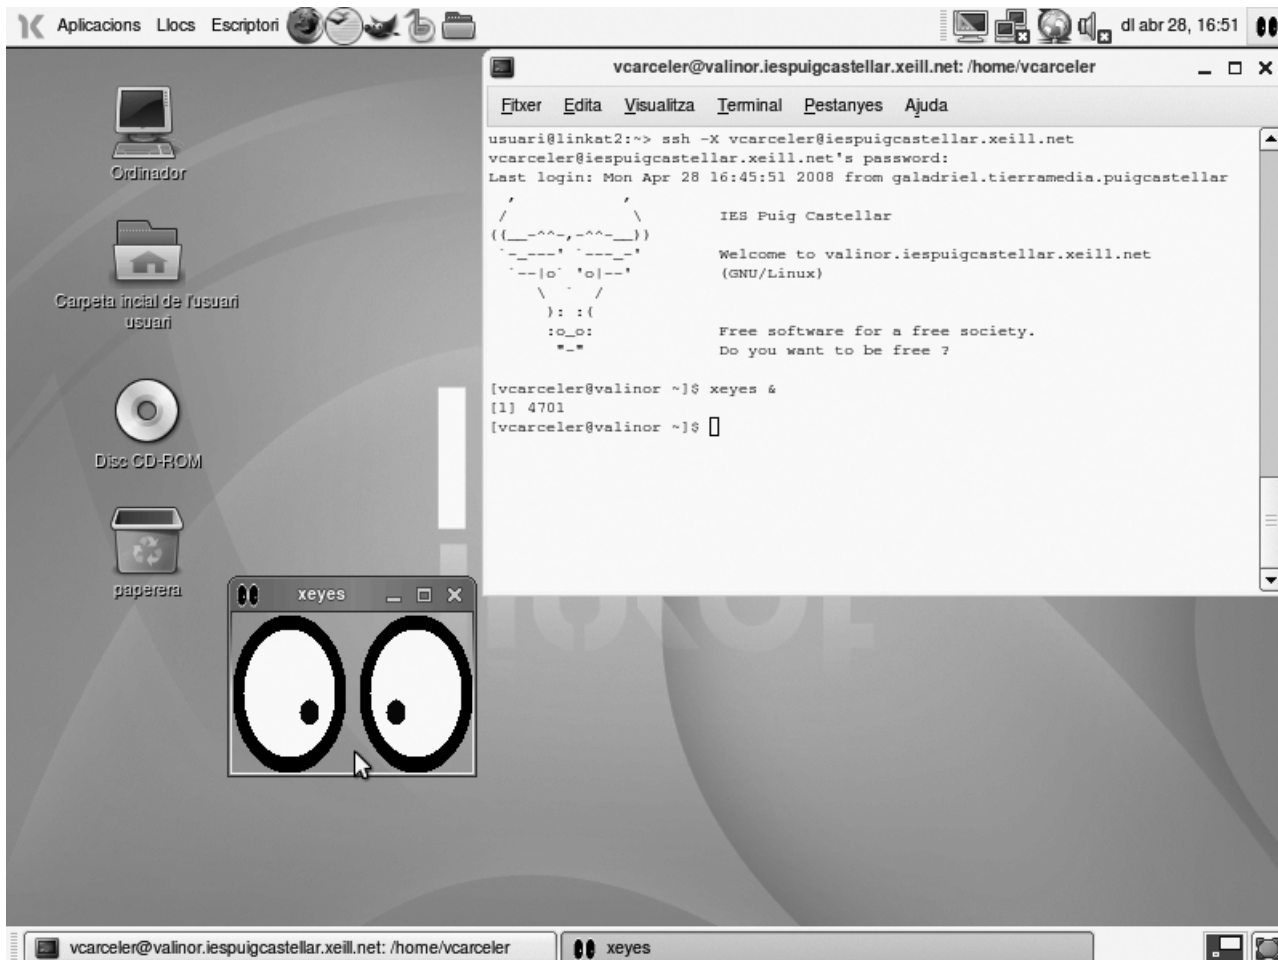 Aplicacions Llocs Escriptori
dl abr 28, 16:51
vcarceler@valinor.iespuigcastellar.xeill.net: /home/vcarceler
Fitxer Edita Visualitza Terminal Pestanyes Ajuda
usuari@linkat2:~> ssh -X vcarceler@iespuigcastellar.xeill.net
vcarceler@iespuigcastellar.xeill.net's password:
Last login: Mon Apr 28 16:45:51 2008 from galadriel.tierramedia.puigcastellar
IES Puig Castellar
Welcome to valinor.iespuigcastellar.xeill.net
(GNU/Linux)
Free software for a free society.
Do you want to be free ?
[vcarceler@valinor ~]$ xeyes &
[1] 4701
[vcarceler@valinor ~]$
Ordinador
Carpeta incial de l'usuari
usuari
Disc CD-ROM
paperera
xeyes
vcarceler@valinor.iespuigcastellar.xeill.net: /home/vcarceler
xeyes